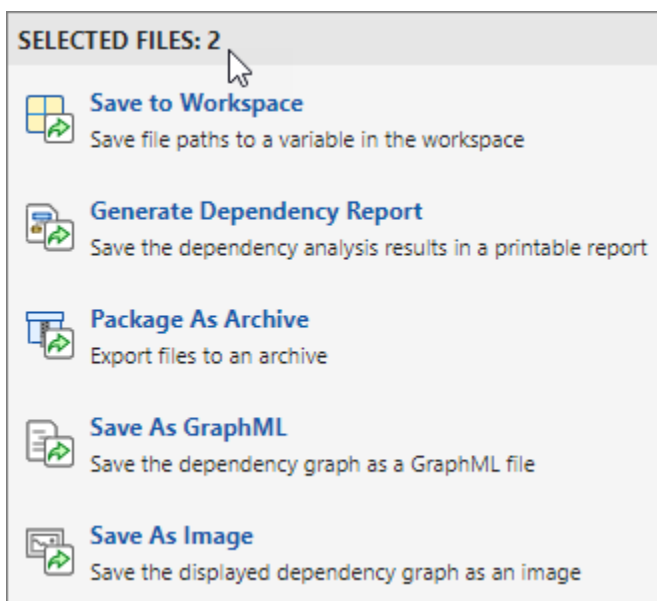 SELECTED FILES: 2
Save to Workspace
Save file paths to a variable in the workspace
Generate Dependency Report
Save the dependency analysis results in a printable report
Package As Archive
Export files to an archive
Save As GraphML
Save the dependency graph as a GraphML file
Save As Image
Save the displayed dependency graph as an image